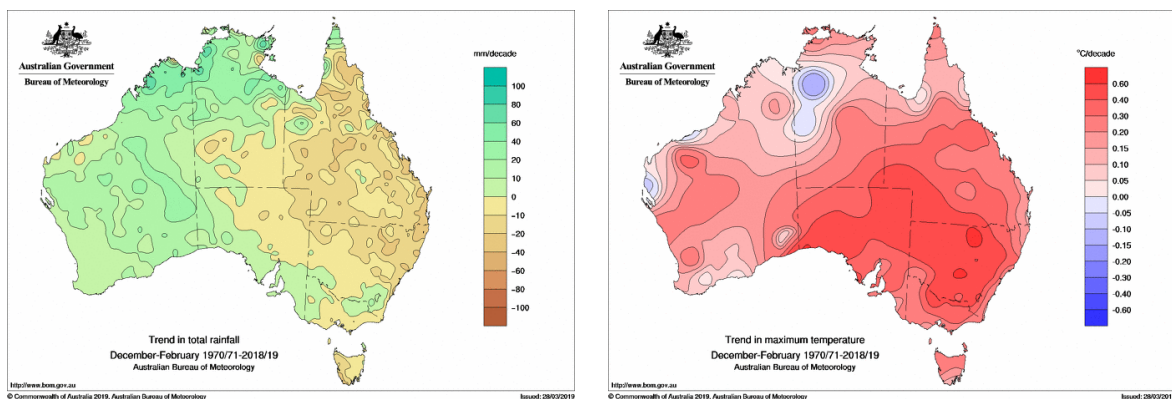 Australian Government
Bureau of Meteorology
mm/decade
100
80
60
40
20
10
0
-10
-20
-40
-60
-80
-100
Trend in total rainfall
December-February 1970/71-2018/19
Australian Bureau of Meteorology
http://www.bom.gov.au
© Commonwealth of Australia 2019, Australian Bureau of Meteorology
Issued: 28/03/2019
Australian Government
Bureau of Meteorology
°C/decade
0.60
0.40
0.30
0.20
0.15
0.10
0.05
0.00
-0.05
-0.10
-0.15
-0.20
-0.30
-0.40
-0.60
Trend in maximum temperature
December-February 1970/71-2018/19
Australian Bureau of Meteorology
http://www.bom.gov.au
© Commonwealth of Australia 2019, Australian Bureau of Meteorology
Issued: 28/03/2019